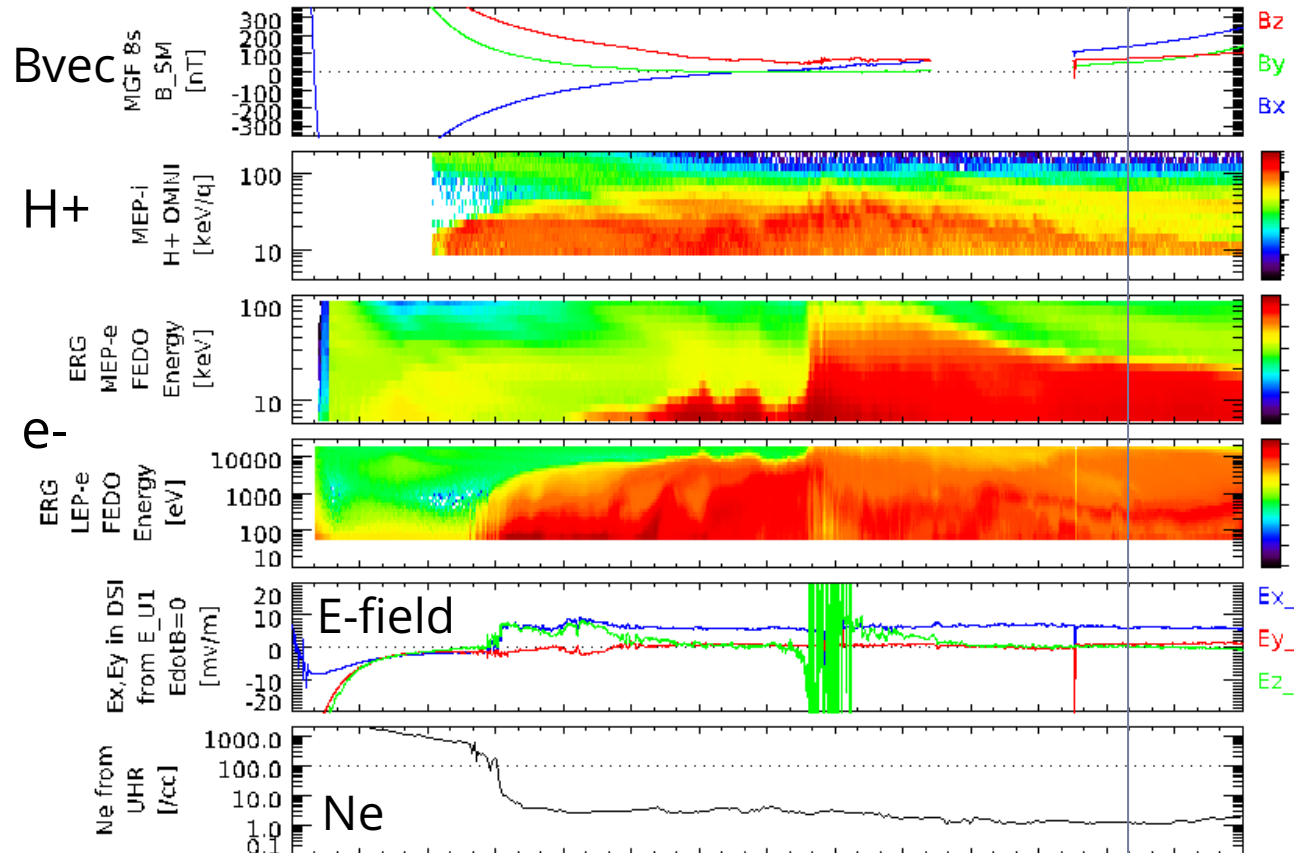 Bvec
MGF 8s
B_SM
[nT]
300
200
100
0
-100
-200
-300
Bz
By
Bx
H+
MEP-i
H+ OMNI
[keV/q]
100
10
e-
ERG
MEP-e
FEDO
Energy
[keV]
100
10
ERG
LEP-e
FEDO
Energy
[eV]
10000
1000
100
10
Ex,Ey in DSI
from E_U1
EdotB=0
[mv/m]
20
10
0
-10
-20
E-field
Ex_
Ey_
Ez_
Ne from
UHR
[/cc]
1000.0
100.0
10.0
1.0
0.1
Ne